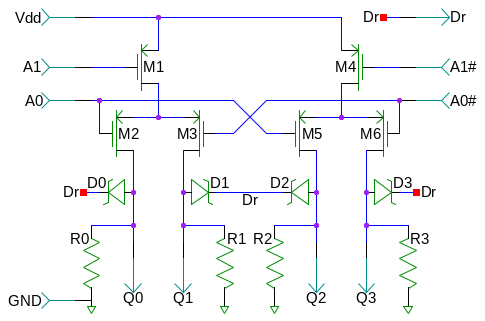 Vdd Dr Dr
A1 M1 M4 A1#
A0 A0#
M2 M3 M5 M6
Dr D0 D1 D2 D3 Dr
Dr
R0 R1 R2 R3
GND Q0 Q1 Q2 Q3